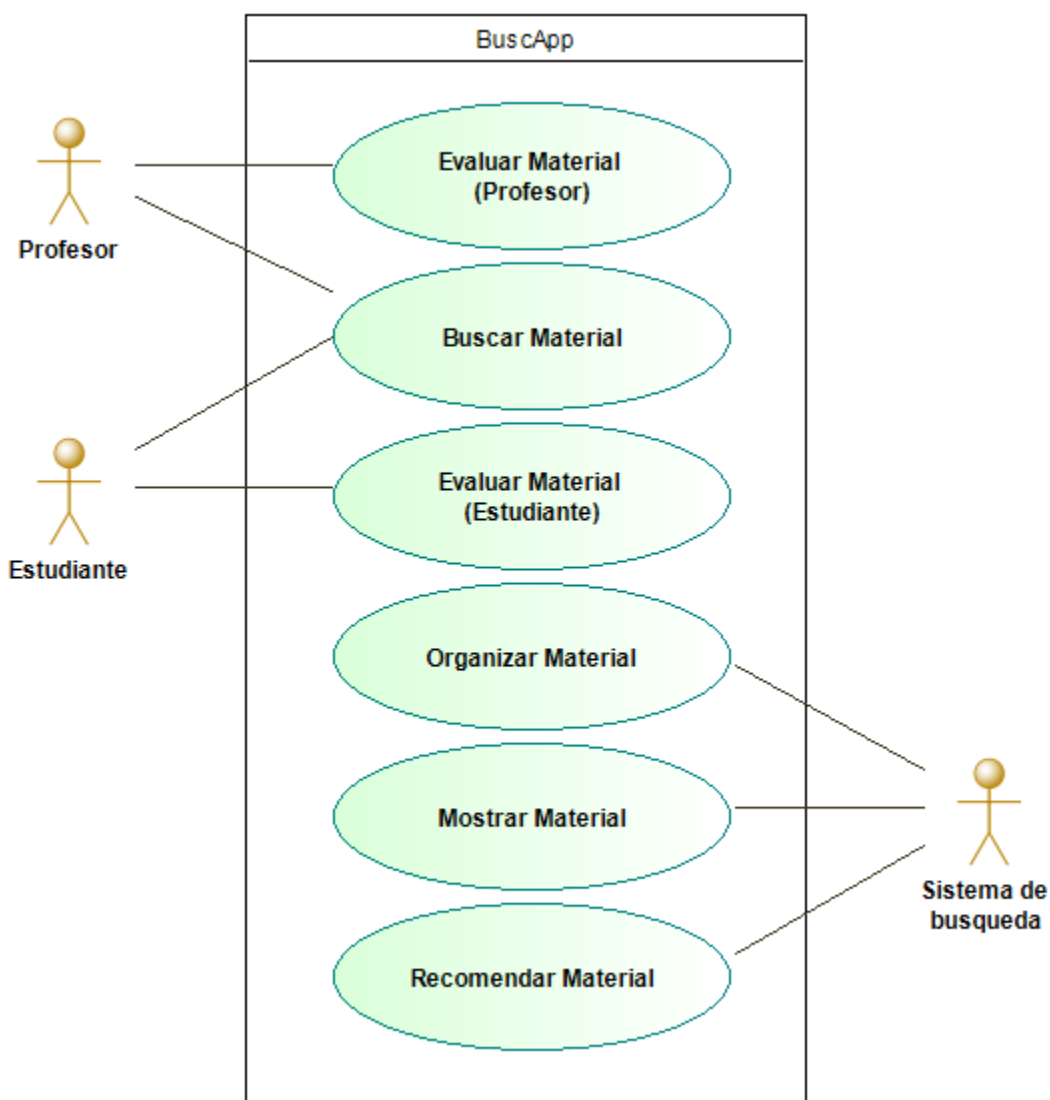 BuscApp
Evaluar Material
(Profesor)
Profesor
Buscar Material
Evaluar Material
(Estudiante)
Estudiante
Organizar Material
Mostrar Material
Sistema de
busqueda
Recomendar Material